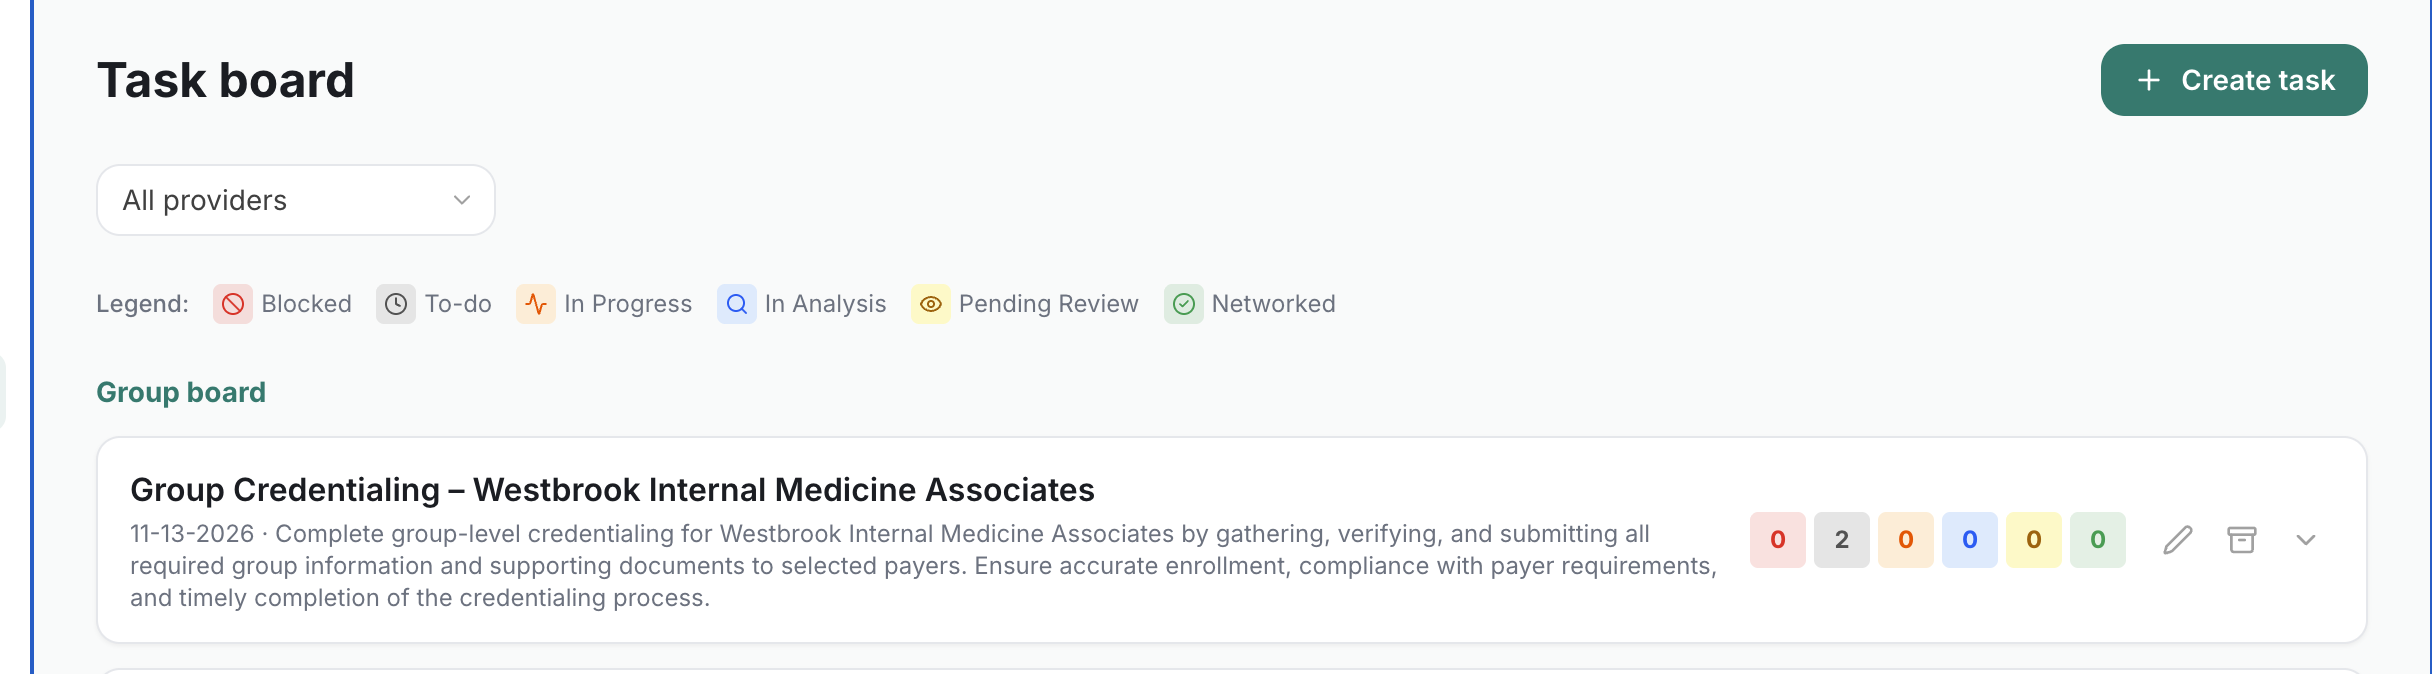 Task board
Create task
All providers
Legend: Blocked To-do In Progress In Analysis Pending Review Networked
Group board
Group Credentialing – Westbrook Internal Medicine Associates
11-13-2026 · Complete group-level credentialing for Westbrook Internal Medicine Associates by gathering, verifying, and submitting all
required group information and supporting documents to selected payers. Ensure accurate enrollment, compliance with payer requirements,
and timely completion of the credentialing process.
0 2 0 0 0 0